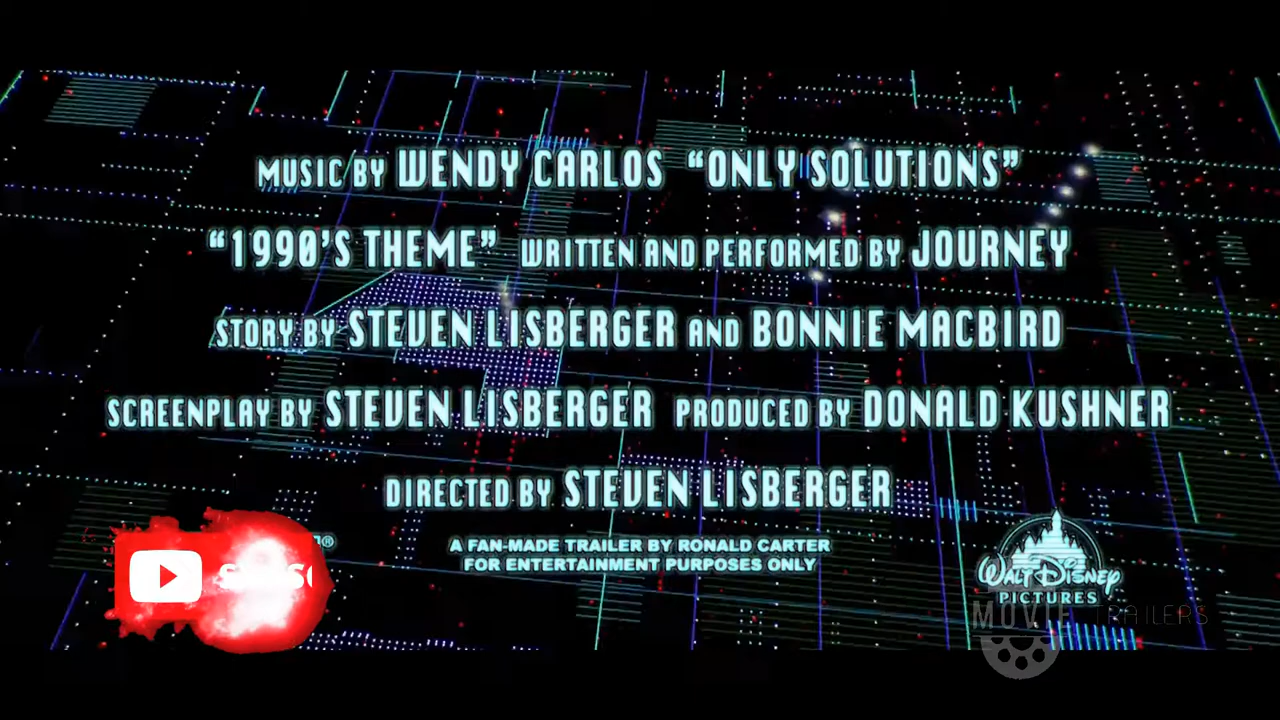 MUSIC BY WENDY CARLOS "ONLY SOLUTIONS"
"1990'S THEME" WRITTEN AND PERFORMED BY JOURNEY
STORY BY STEVEN LISBERGER AND BONNIE MACBIRD
SCREENPLAY BY STEVEN LISBERGER PRODUCED BY DONALD KUSHNER
DIRECTED BY STEVEN LISBERGER
A FAN-MADE TRAILER BY RONALD CARTER
FOR ENTERTAINMENT PURPOSES ONLY
WALT DISNEY
PICTURES
MOVIE TRAILERS